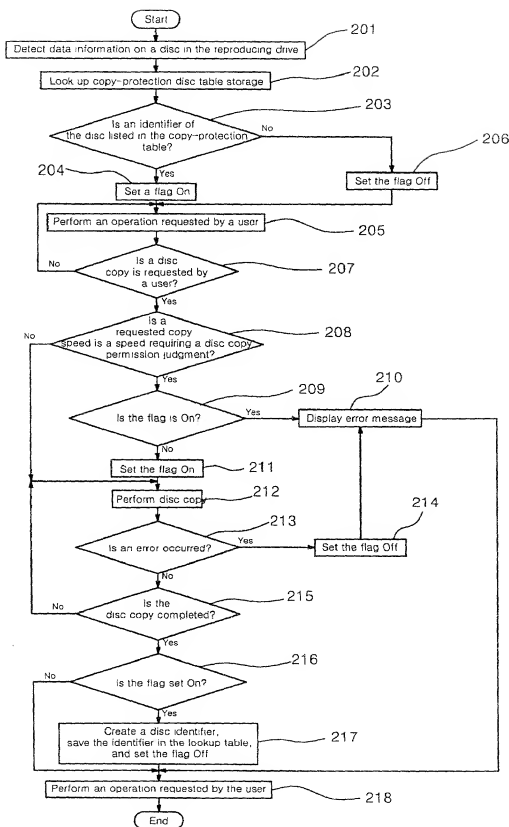 Start
201
Detect data information on a disc in the reproducing drive
202
Look up copy-protection disc table storage
203
Is an identifier of
the disc listed in the copy-protection
table?
No
206
204
Yes
Set a flag On
Set the flag Off
Perform an operation requested by a user
205
Is a disc
copy is requested by
a user?
No
207
Yes
Is a
requested copy
speed is a speed requiring a disc copy
permission judgment?
No
208
Yes
209
210
Is the flag is On?
Yes
Display error message
No
Set the flag On
211
Perform disc copy
212
213
214
Is an error occurred?
Yes
Set the flag Off
No
215
Is the
disc copy completed?
No
Yes
216
Is the flag set On?
No
Yes
Create a disc identifier,
save the identifier in the lookup table,
and set the flag Off
217
Perform an operation requested by the user
218
End